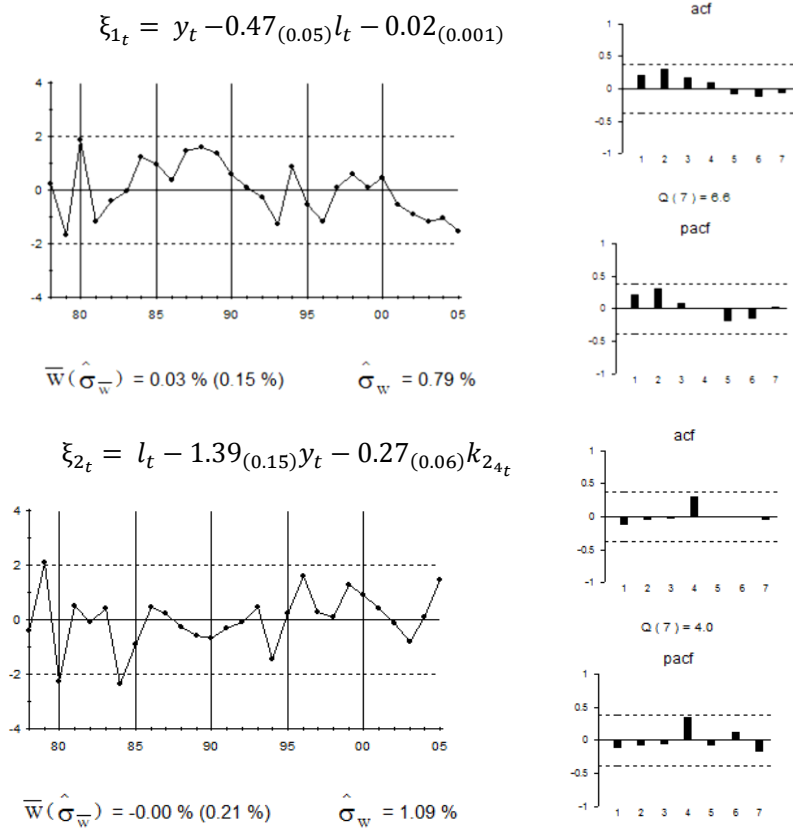 ξ₁ₜ = yₜ −0.47₍₀.₀₅₎lₜ − 0.02₍₀.₀₀₁₎
acf
4
2
0
-2
-4
80 85 90 95 00 05
1
0.5
0
-0.5
-1
1 2 3 4 5 6 7
Q ( 7 ) = 6.6
pacf
1
0.5
0
-0.5
-1
1 2 3 4 5 6 7
W̅(σ̂_w̅) = 0.03 % (0.15 %) σ̂_w = 0.79 %
ξ₂ₜ = lₜ − 1.39₍₀.₁₅₎yₜ − 0.27₍₀.₀₆₎k₂₄ₜ
acf
4
2
0
-2
-4
80 85 90 95 00 05
1
0.5
0
-0.5
-1
1 2 3 4 5 6 7
Q ( 7 ) = 4.0
pacf
1
0.5
0
-0.5
-1
1 2 3 4 5 6 7
W̅(σ̂_w̅) = -0.00 % (0.21 %) σ̂_w = 1.09 %